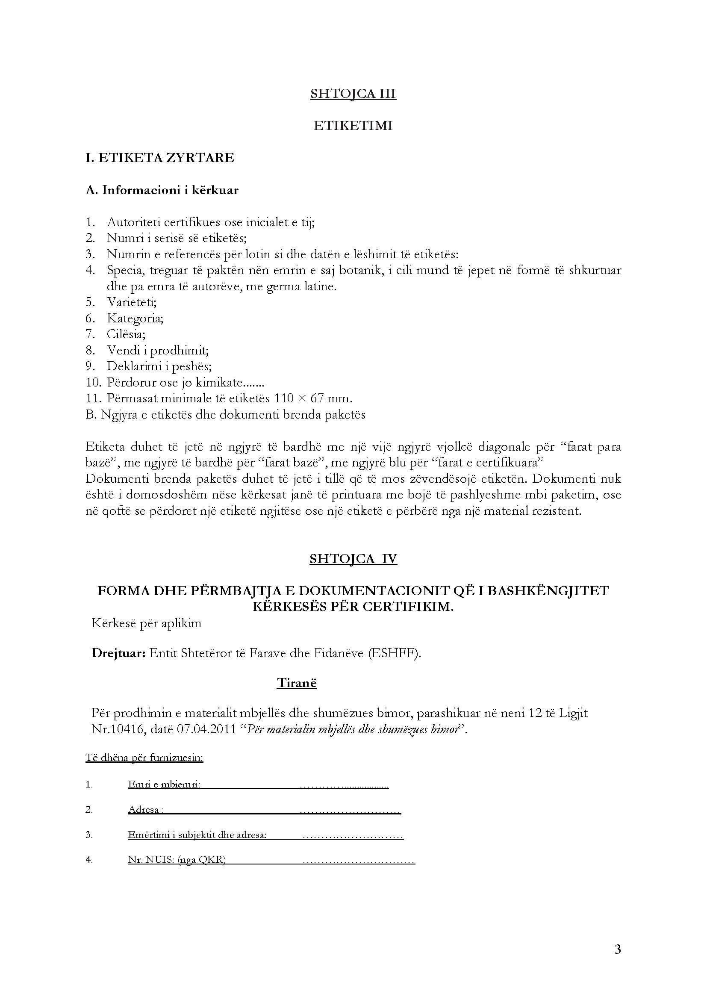 SHTOJCA III
ETIKETIMI
I. ETIKETA ZYRTARE
A. Informacioni i kërkuar
1. Autoriteti certifikues ose inicialet e tij;
2. Numri i serisë së etiketës;
3. Numrin e referencës për lotin si dhe datën e lëshimit të etiketës:
4. Specia, treguar të paktën nën emrin e saj botanik, i cili mund të jepet në formë të shkurtuar
dhe pa emra të autorëve, me germa latine.
5. Varieteti;
6. Kategoria;
7. Cilësia;
8. Vendi i prodhimit;
9. Deklarimi i peshës;
10. Përdorur ose jo kimikate.......
11. Përmasat minimale të etiketës 110 × 67 mm.
B. Ngjyra e etiketës dhe dokumenti brenda paketës
Etiketa duhet të jetë në ngjyrë të bardhë me një vijë ngjyrë vjollcë diagonale për “farat para
bazë”, me ngjyrë të bardhë për “farat bazë”, me ngjyrë blu për “farat e certifikuara”
Dokumenti brenda paketës duhet të jetë i tillë që të mos zëvendësojë etiketën. Dokumenti nuk
është i domosdoshëm nëse kërkesat janë të printuara me bojë të pashlyeshme mbi paketim, ose
në qoftë se përdoret një etiketë ngjitëse ose një etiketë e përbërë nga një material rezistent.
SHTOJCA IV
FORMA DHE PËRMBAJTJA E DOKUMENTACIONIT QË I BASHKËNGJITET
KËRKESËS PËR CERTIFIKIM.
Kërkesë për aplikim
Drejtuar: Entit Shtetëror të Farave dhe Fidanëve (ESHFF).
Tiranë
Për prodhimin e materialit mbjellës dhe shumëzues bimor, parashikuar në neni 12 të Ligjit
Nr.10416, datë 07.04.2011 “Për materialin mbjellës dhe shumëzues bimor”.
Të dhëna për furnizuesin:
1. Emri e mbiemri: …………..................
2. Adresa : ………………………
3. Emërtimi i subjektit dhe adresa: ………………………
4. Nr. NUIS: (nga QKR) …………………………
3